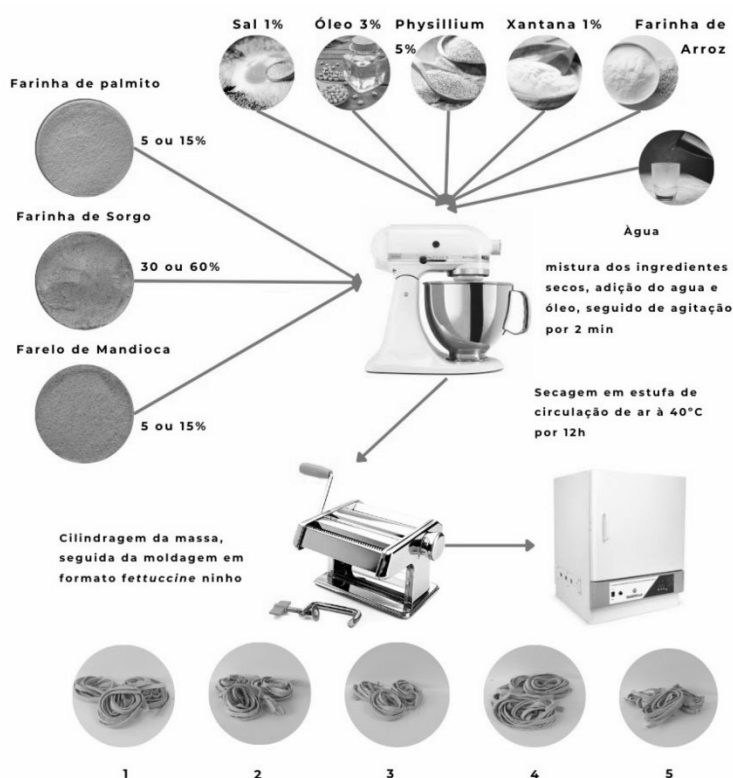 Sal 1%
Óleo 3%
Physillium
5%
Xantana 1%
Farinha de
Arroz
Farinha de palmito
5 ou 15%
Farinha de Sorgo
30 ou 60%
Farelo de Mandioca
5 ou 15%
Àgua
mistura dos ingredientes
secos, adição do agua e
óleo, seguido de agitação
por 2 min
Secagem em estufa de
circulação de ar à 40ºC
por 12h
Cilindragem da massa,
seguida da moldagem em
formato fettuccine ninho
1
2
3
4
5